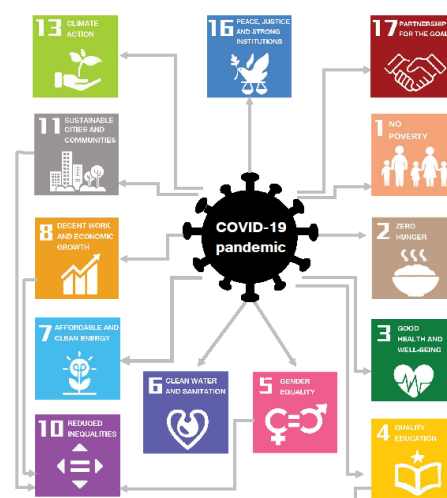 13 CLIMATE
ACTION
16 PEACE, JUSTICE
AND STRONG
INSTITUTIONS
17 PARTNERSHIP
FOR THE GOAL
11 SUSTAINABLE
CITIES AND
COMMUNITIES
1 NO
POVERTY
COVID-19
pandemic
8 DECENT WORK
AND ECONOMIC
GROWTH
2 ZERO
HUNGER
7 AFFORDABLE AND
CLEAN ENERGY
3 GOOD
HEALTH AND
WELL-BEING
6 CLEAN WATER
AND SANITATION
5 GENDER
EQUALITY
10 REDUCED
INEQUALITIES
4 QUALITY
EDUCATION